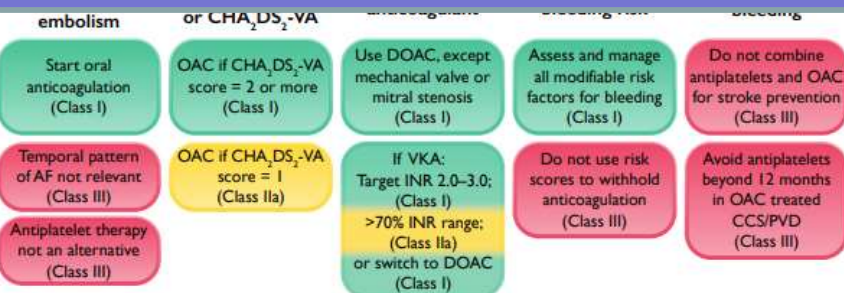 embolism
Start oral
anticoagulation
(Class I)
Temporal pattern
of AF not relevant
(Class III)
Antiplatelet therapy
not an alternative
(Class III)
or CHA₂DS₂-VA
OAC if CHA₂DS₂-VA
score = 2 or more
(Class I)
OAC if CHA₂DS₂-VA
score = 1
(Class IIa)
Use DOAC, except
mechanical valve or
mitral stenosis
(Class I)
If VKA:
Target INR 2.0–3.0;
(Class I)
>70% INR range;
(Class IIa)
or switch to DOAC
(Class I)
Assess and manage
all modifiable risk
factors for bleeding
(Class I)
Do not use risk
scores to withhold
anticoagulation
(Class III)
Do not combine
antiplatelets and OAC
for stroke prevention
(Class III)
Avoid antiplatelets
beyond 12 months
in OAC treated
CCS/PVD
(Class III)